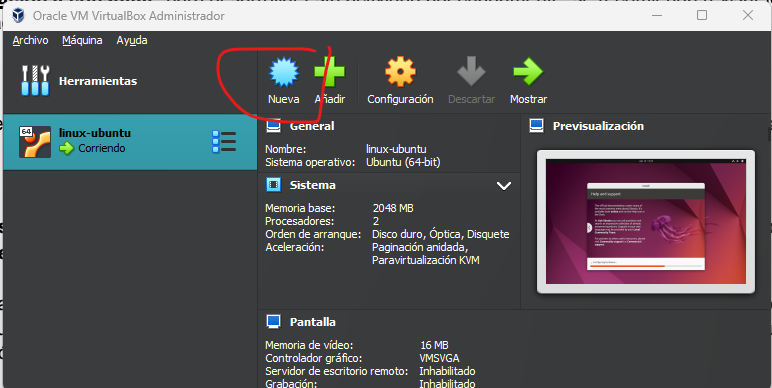 Oracle VM VirtualBox Administrador
Archivo Máquina Ayuda
Herramientas
Nueva Añadir Configuración Descartar Mostrar
64 linux-ubuntu
Corriendo
General
Nombre: linux-ubuntu
Sistema operativo: Ubuntu (64-bit)
Sistema
Memoria base: 2048 MB
Procesadores: 2
Orden de arranque: Disco duro, Óptica, Disquete
Aceleración: Paginación anidada,
Paravirtualización KVM
Pantalla
Memoria de vídeo: 16 MB
Controlador gráfico: VMSVGA
Servidor de escritorio remoto: Inhabilitado
Grabación: Inhabilitado
Previsualización
Help and support